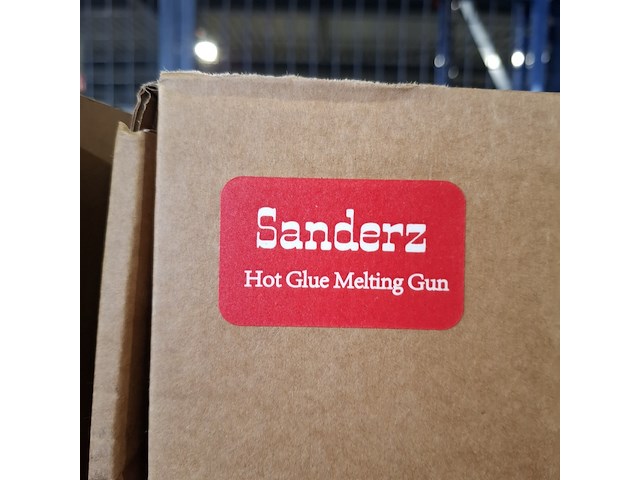 Sanderz
Hot Glue Melting Gun